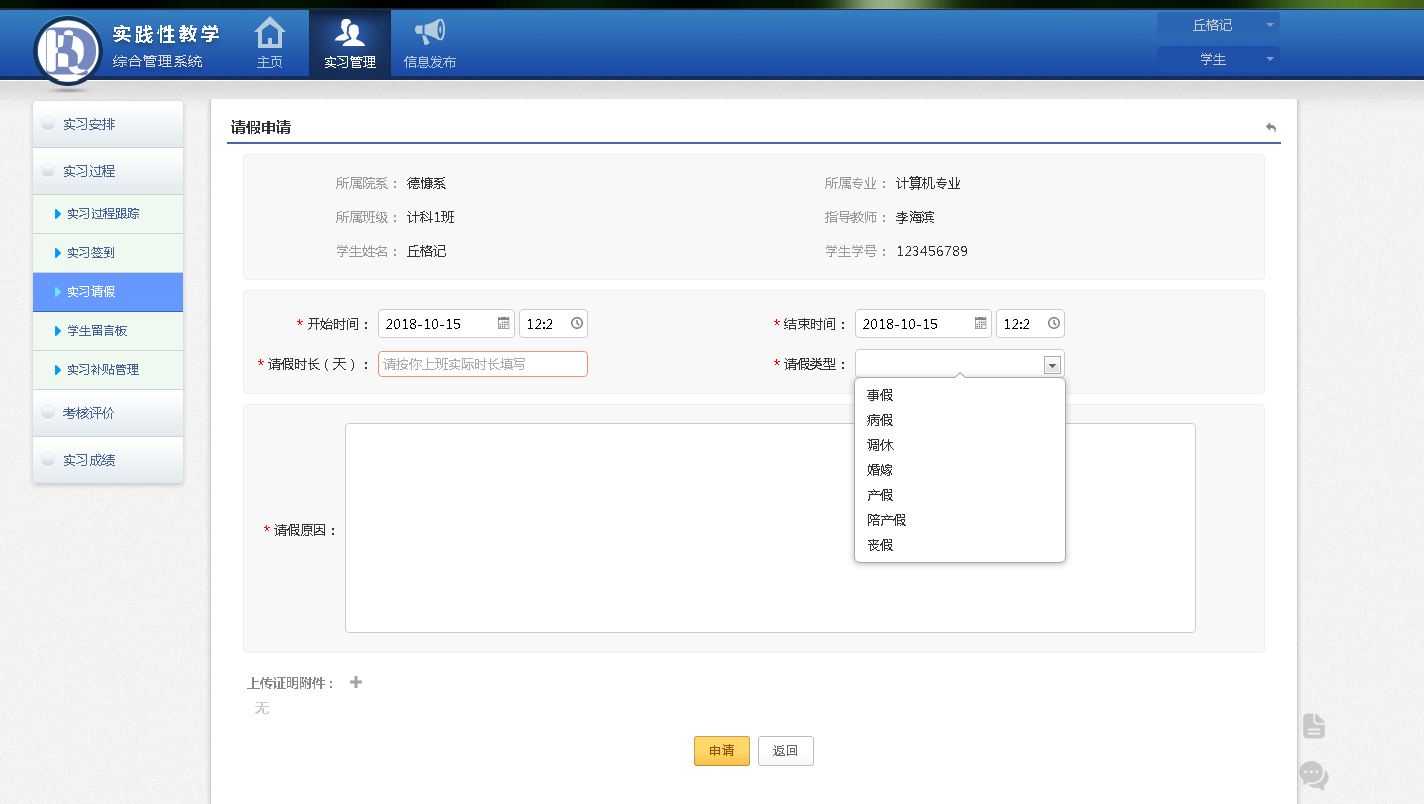 实践性教学
综合管理系统
主页
实习管理
信息发布
丘格记
学生
实习安排
实习过程
实习过程跟踪
实习签到
实习请假
学生留言板
实习补贴管理
考核评价
实习成绩
请假申请
所属院系： 德慷系 所属专业： 计算机专业
所属班级： 计科1班 指导教师： 李海滨
学生姓名： 丘格记 学生学号： 123456789
* 开始时间： 2018-10-15 12:2 * 结束时间： 2018-10-15 12:2
* 请假时长（天）： 请按你上班实际时长填写 * 请假类型：
事假
病假
调休
婚嫁
产假
陪产假
丧假
* 请假原因：
上传证明附件：
无
申请 返回